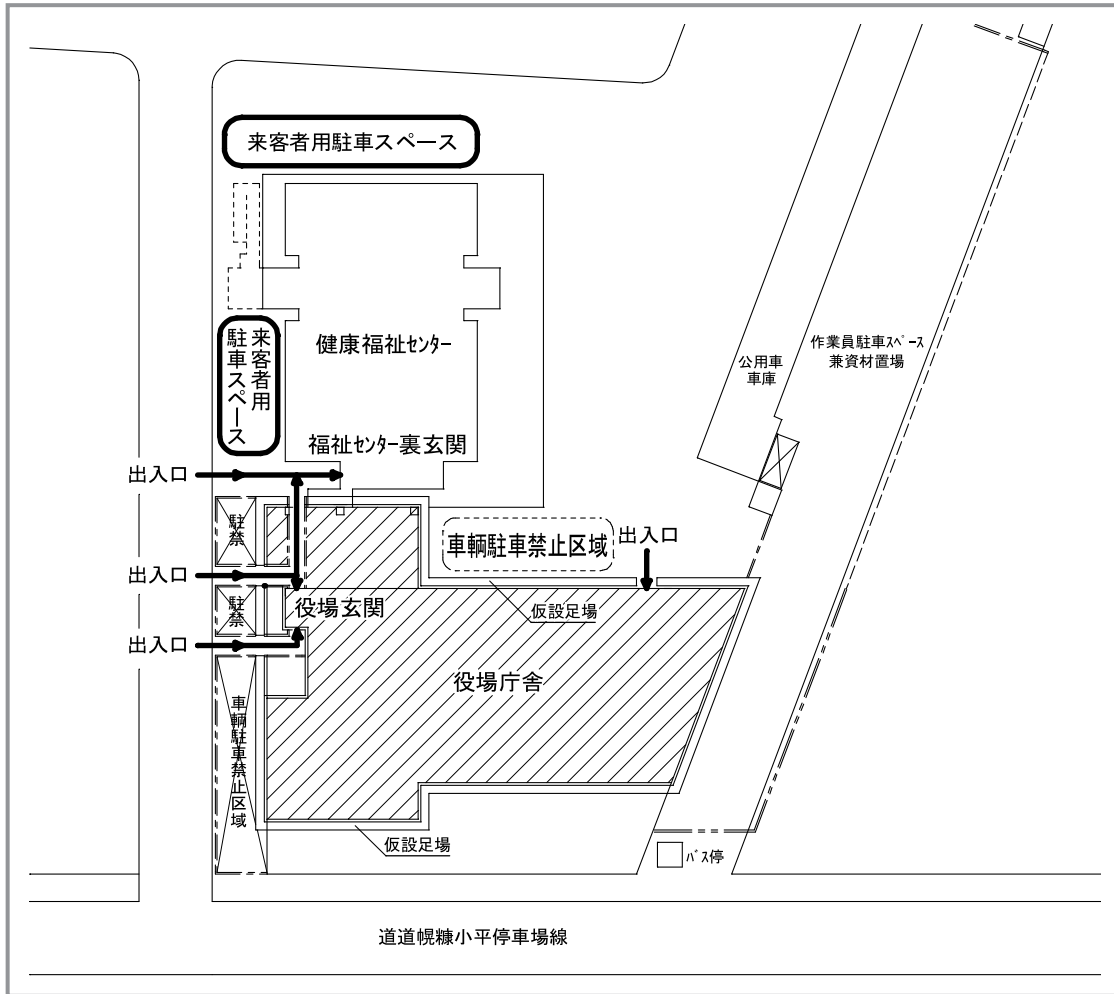 来客者用駐車スペース
健康福祉ｾﾝﾀｰ
来客者用
駐車スペース
作業員駐車ｽﾍﾟｰｽ
兼資材置場
公用車
車庫
福祉ｾﾝﾀｰ裏玄関
出入口
駐禁
車輌駐車禁止区域
出入口
出入口
駐禁
役場玄関
仮設足場
出入口
役場庁舎
車輌駐車禁止区域
仮設足場
ﾊﾞｽ停
道道幌糠小平停車場線